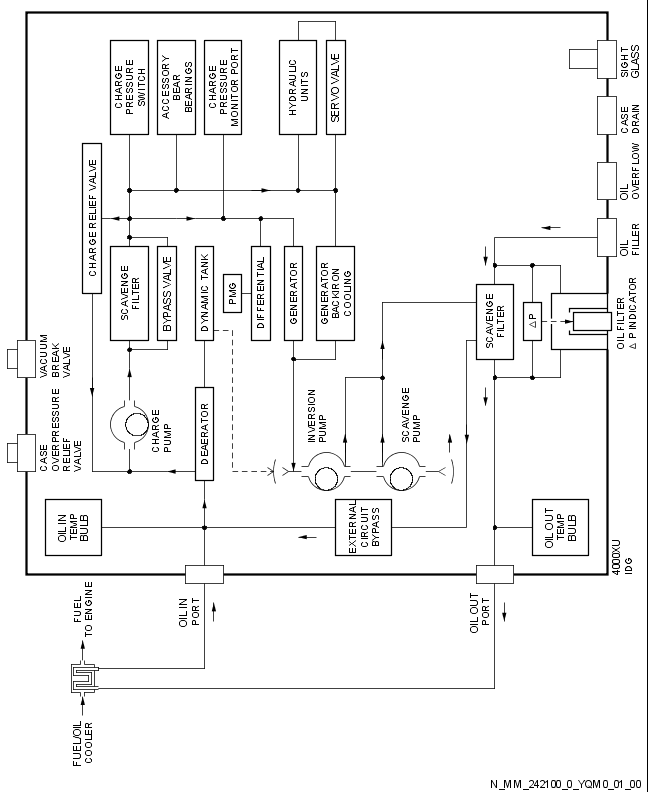 CHARGE
PRESSURE
SWITCH
ACCESSORY
BEAR
BEARINGS
CHARGE
PRESSURE
MONITOR PORT
HYDRAULIC
UNITS
SERVO VALVE
SIGHT
GLASS
CASE
DRAIN
OIL
OVERFLOW
OIL
FILLER
OIL FILTER
Δ P INDICATOR
CHARGE RELIEF VALVE
SCAVENGE
FILTER
BYPASS VALVE
DYNAMIC TANK
PMG
DIFFERENTIAL
GENERATOR
GENERATOR
BACKIRON
COOLING
SCAVENGE
FILTER
Δ P
VACUUM
BREAK
VALVE
CASE
OVERPRESSURE
RELIEF
VALVE
CHARGE
PUMP
DEAERATOR
INVERSION
PUMP
SCAVENGE
PUMP
OIL IN
TEMP
BULB
EXTERNAL
CIRCUIT
BYPASS
OIL OUT
TEMP
BULB
4000XU
IDG
FUEL
TO ENGINE
OIL IN
PORT
OIL OUT
PORT
FUEL/OIL
COOLER
N_MM_242100_0_YQM0_01_00